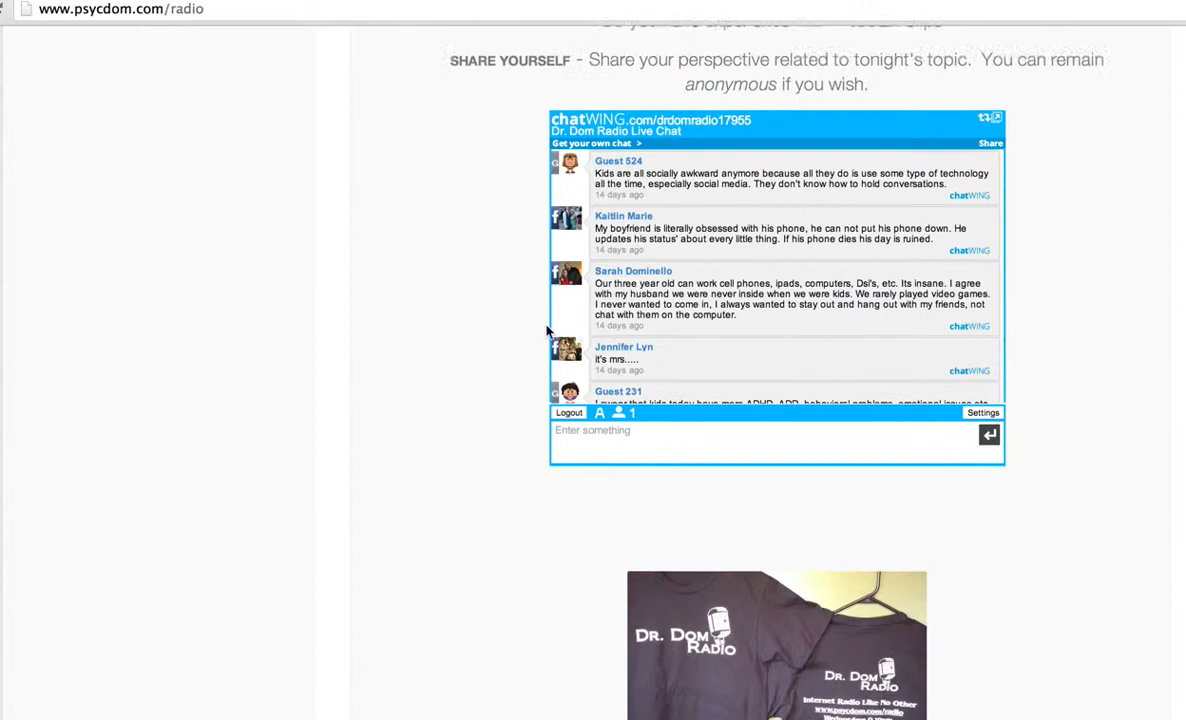 www.psycdom.com/radio
SHARE YOURSELF - Share your perspective related to tonight's topic. You can remain
anonymous if you wish.
chatWING.com/drdomradio17955
Dr. Dom Radio Live Chat
Get your own chat > Share
Guest 524
Kids are all socially awkward anymore because all they do is use some type of technology
all the time, especially social media. They don't know how to hold conversations.
14 days ago chatWING
Kaitlin Marie
My boyfriend is literally obsessed with his phone, he can not put his phone down. He
updates his status' about every little thing. If his phone dies his day is ruined.
14 days ago chatWING
Sarah Dominello
Our three year old can work cell phones, ipads, computers, Dsi's, etc. Its insane. I agree
with my husband we were never inside when we were kids. We rarely played video games.
I never wanted to come in, I always wanted to stay out and hang out with my friends, not
chat with them on the computer.
14 days ago chatWING
Jennifer Lyn
it's mrs.....
14 days ago chatWING
Guest 231
Logout A 1 Settings
Enter something
DR. DOM
RADIO
DR. DOM
RADIO
Internet Radio Like No Other
www.psycdom.com/radio